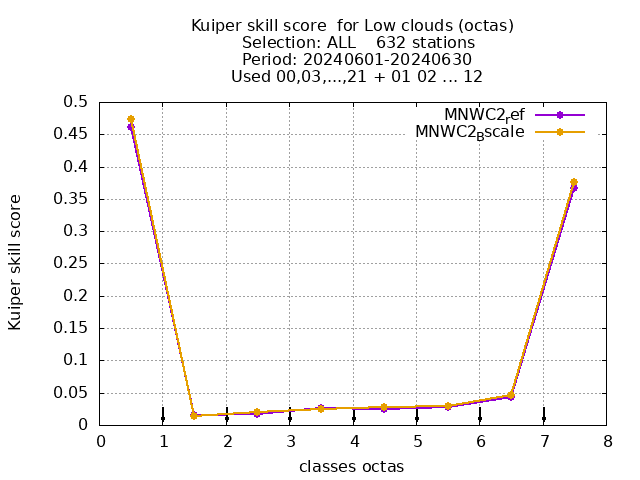 Kuiper skill score  for Low clouds (octas)
Selection: ALL    632 stations
Period: 20240601-20240630
Used 00,03,...,21 + 01 02 ... 12
MNWC2ref
MNWC2Bscale
0.5
0.45
0.4
0.35
0.3
0.25
0.2
0.15
0.1
0.05
0
Kuiper skill score
0 1 2 3 4 5 6 7 8
classes octas